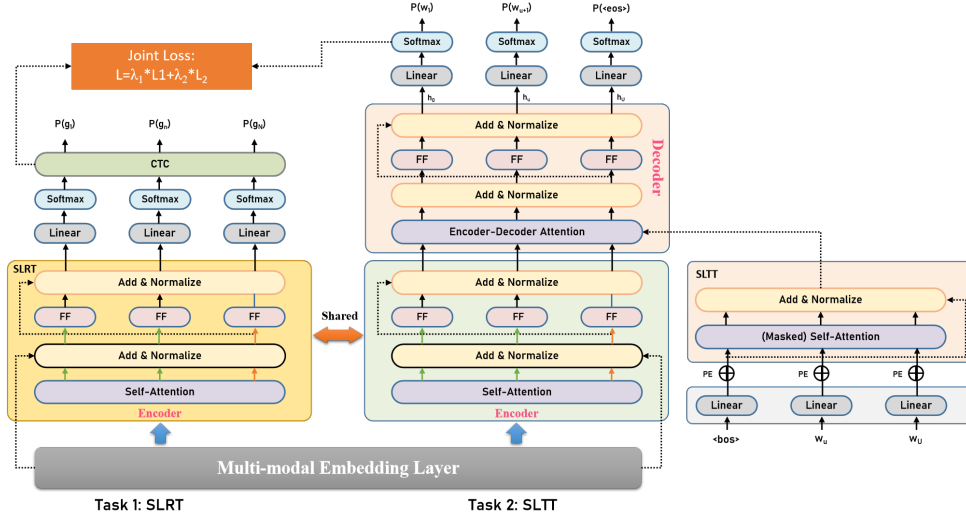 P(w₁) P(wᵤ₊₁) P(<eos>)
Softmax Softmax Softmax
Joint Loss:
L=λ₁*L1+λ₂*L₂
Linear Linear Linear
h₀ hᵤ h_U
P(g₁) P(gₙ) P(g_N)
Add & Normalize
CTC
FF FF FF
Decoder
Softmax Softmax Softmax
Add & Normalize
Linear Linear Linear
Encoder-Decoder Attention
SLRT
Add & Normalize
Add & Normalize
SLTT
Add & Normalize
FF FF FF
Shared
FF FF FF
(Masked) Self-Attention
Add & Normalize
Add & Normalize
PE PE PE
Self-Attention
Self-Attention
Linear Linear Linear
Encoder
Encoder
<bos> wᵤ w_U
Multi-modal Embedding Layer
Task 1: SLRT
Task 2: SLTT